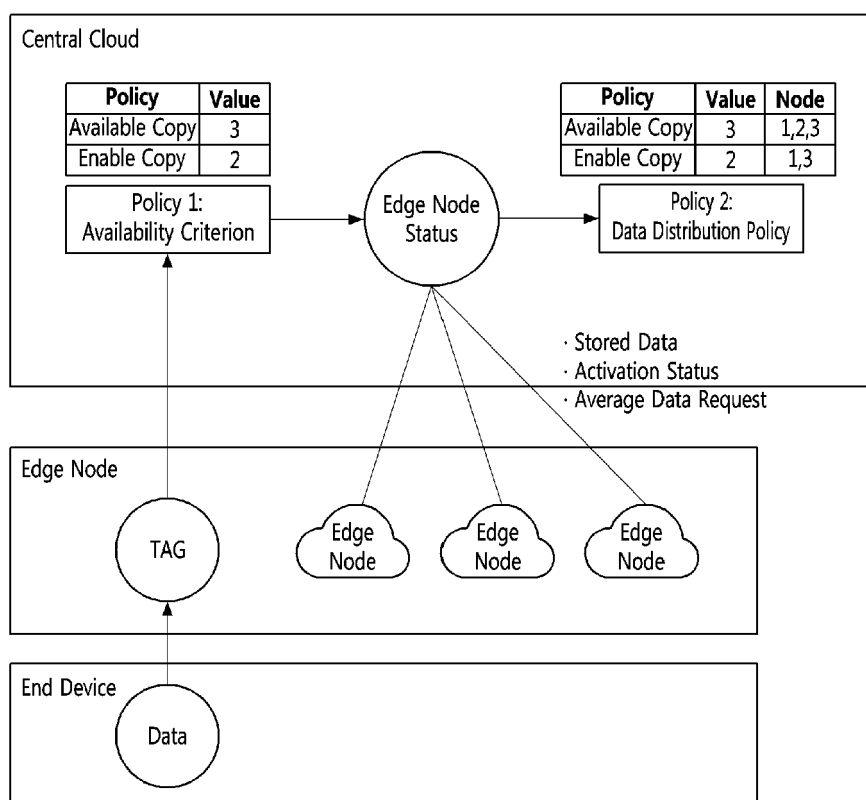 Central Cloud
Policy Value
Available Copy 3
Enable Copy 2
Policy 1:
Availability Criterion
Edge Node
Status
Policy Value Node
Available Copy 3 1,2,3
Enable Copy 2 1,3
Policy 2:
Data Distribution Policy
· Stored Data
· Activation Status
· Average Data Request
Edge Node
TAG
Edge
Node
Edge
Node
Edge
Node
End Device
Data